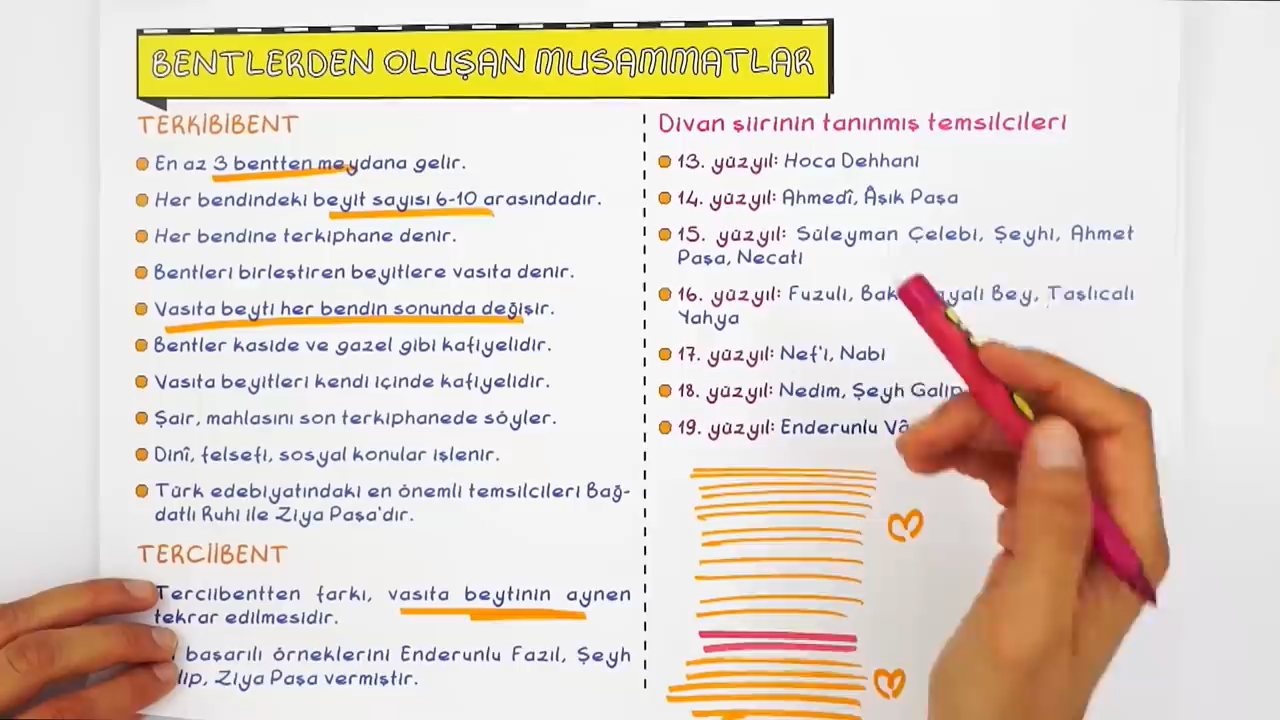 BENTLERDEN OLUŞAN MUSAMMATLAR
TERKİBİBENT
En az 3 bentten meydana gelir.
Her bendindeki beyit sayısı 6-10 arasındadır.
Her bendine terkiphane denir.
Bentleri birleştiren beyitlere vasıta denir.
Vasıta beyti her bendin sonunda değişir.
Bentler kaside ve gazel gibi kafiyelidir.
Vasıta beyitleri kendi içinde kafiyelidir.
Şair, mahlasını son terkiphanede söyler.
Dinî, felsefi, sosyal konular işlenir.
Türk edebiyatındaki en önemli temsilcileri Bağ-
datlı Ruhi ile Ziya Paşa'dır.
TERCİİBENT
Terciibentten farkı, vasıta beytinin aynen
tekrar edilmesidir.
başarılı örneklerini Enderunlu Fazıl, Şeyh
Ziya Paşa vermiştir.
Divan şiirinin tanınmış temsilcileri
13. yüzyıl: Hoca Dehhani
14. yüzyıl: Ahmedî, Âşık Paşa
15. yüzyıl: Süleyman Çelebi, Şeyhi, Ahmet
Paşa, Necati
16. yüzyıl: Fuzuli, Bey, Taşlıcalı
Yahya
17. yüzyıl: Nef'i, Nabi
18. yüzyıl: Nedim, Şeyh Galip
19. yüzyıl: Enderunlu